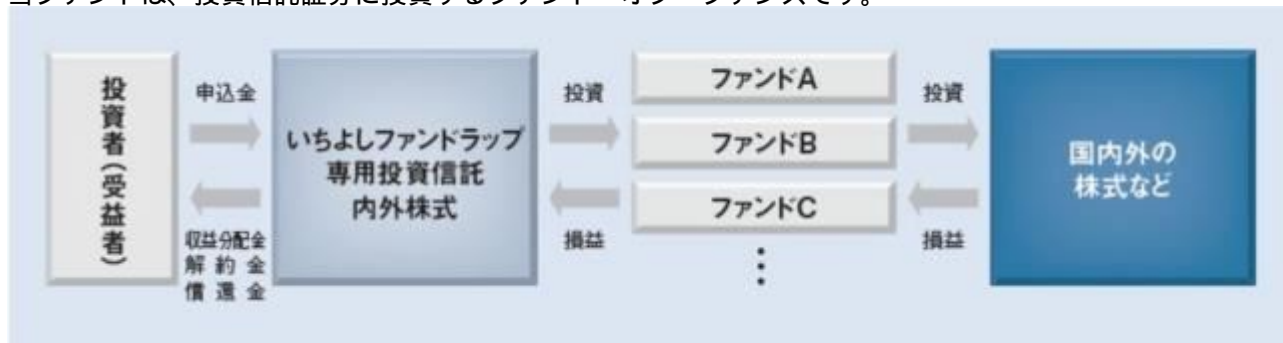 当ファンドは、投資信託証券に投資するファンド・オブ・ファンズです。
投資者（受益者）
申込金
収益分配金
解約金
償還金
いちよしファンドラップ
専用投資信託
内外株式
投資
損益
ファンドA
ファンドB
ファンドC
⋮
投資
損益
国内外の
株式など